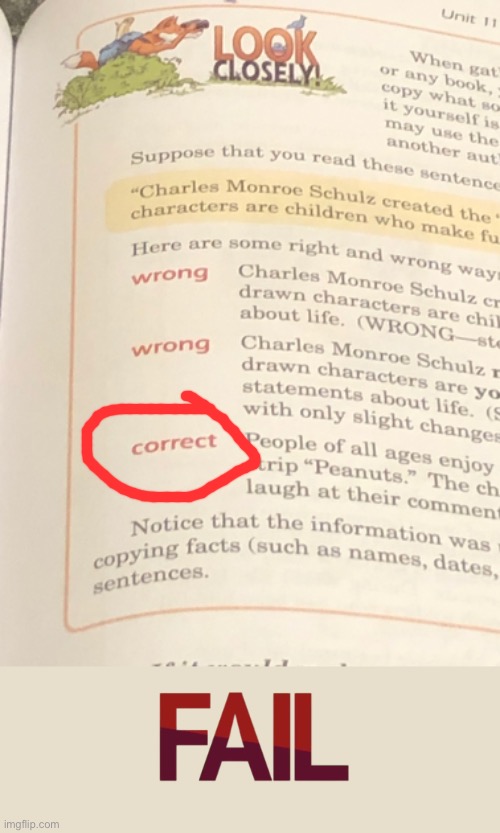 Unit 11
LOOK
CLOSELY!
When gat
or any book,
copy what so
it yourself is
may use the
another aut
Suppose that you read these sentence
"Charles Monroe Schulz created the "
characters are children who make fu
Here are some right and wrong way
wrong Charles Monroe Schulz cr
drawn characters are chil
about life. (WRONG—ste
wrong Charles Monroe Schulz r
drawn characters are yo
statements about life. (S
with only slight changes
correct People of all ages enjoy
trip "Peanuts." The ch
laugh at their comment
Notice that the information was
copying facts (such as names, dates,
sentences.
FAIL
imgflip.com